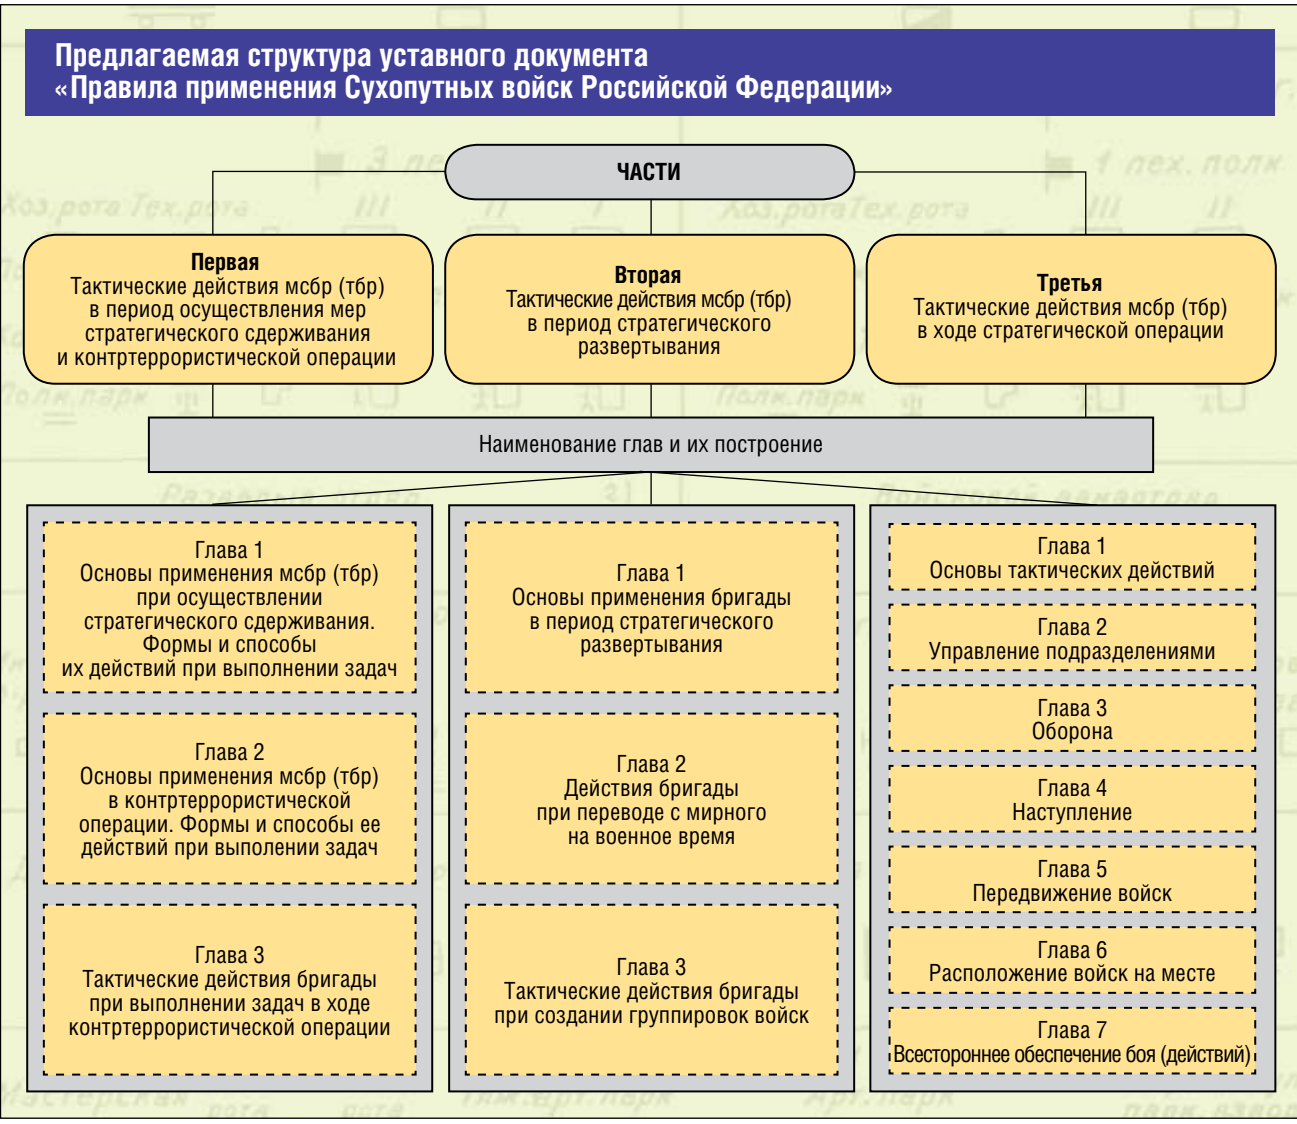 Предлагаемая структура уставного документа
«Правила применения Сухопутных войск Российской Федерации»
ЧАСТИ
Первая
Тактические действия мсбр (тбр)
в период осуществления мер
стратегического сдерживания
и контртеррористической операции
Вторая
Тактические действия мсбр (тбр)
в период стратегического
развертывания
Третья
Тактические действия мсбр (тбр)
в ходе стратегической операции
Наименование глав и их построение
Глава 1
Основы применения мсбр (тбр)
при осуществлении
стратегического сдерживания.
Формы и способы
их действий при выполнении задач
Глава 2
Основы применения мсбр (тбр)
в контртеррористической
операции. Формы и способы ее
действий при выполении задач
Глава 3
Тактические действия бригады
при выполнении задач в ходе
контртеррористической операции
Глава 1
Основы применения бригады
в период стратегического
развертывания
Глава 2
Действия бригады
при переводе с мирного
на военное время
Глава 3
Тактические действия бригады
при создании группировок войск
Глава 1
Основы тактических действий
Глава 2
Управление подразделениями
Глава 3
Оборона
Глава 4
Наступление
Глава 5
Передвижение войск
Глава 6
Расположение войск на месте
Глава 7
Всестороннее обеспечение боя (действий)